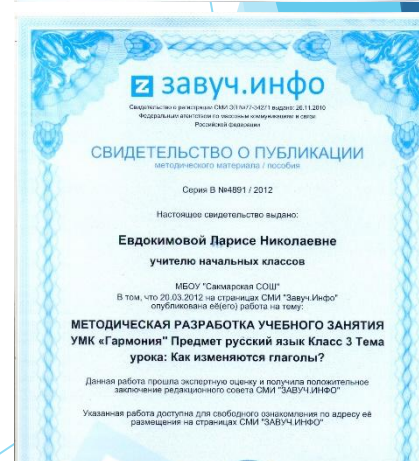 завуч.инфо
Свидетельство о регистрации СМИ ЭЛ №77-34271 выдано: 26.11.2010
Федеральным агентством по массовым коммуникациям и связи
Российской Федерации
СВИДЕТЕЛЬСТВО О ПУБЛИКАЦИИ
методического материала / пособия
Серия В №4891 / 2012
Настоящее свидетельство выдано:
Евдокимовой Ларисе Николаевне
учителю начальных классов
МБОУ "Сакмарская СОШ"
В том, что 20.03.2012 на страницах СМИ "Завуч.Инфо"
опубликована её(его) работа на тему:
МЕТОДИЧЕСКАЯ РАЗРАБОТКА УЧЕБНОГО ЗАНЯТИЯ
УМК «Гармония" Предмет русский язык Класс 3 Тема
урока: Как изменяются глаголы?
Данная работа прошла экспертную оценку и получила положительное
заключение редакционного совета СМИ "ЗАВУЧ.ИНФО"
Указанная работа доступна для свободного ознакомления по адресу её
размещения на страницах СМИ "ЗАВУЧ.ИНФО"